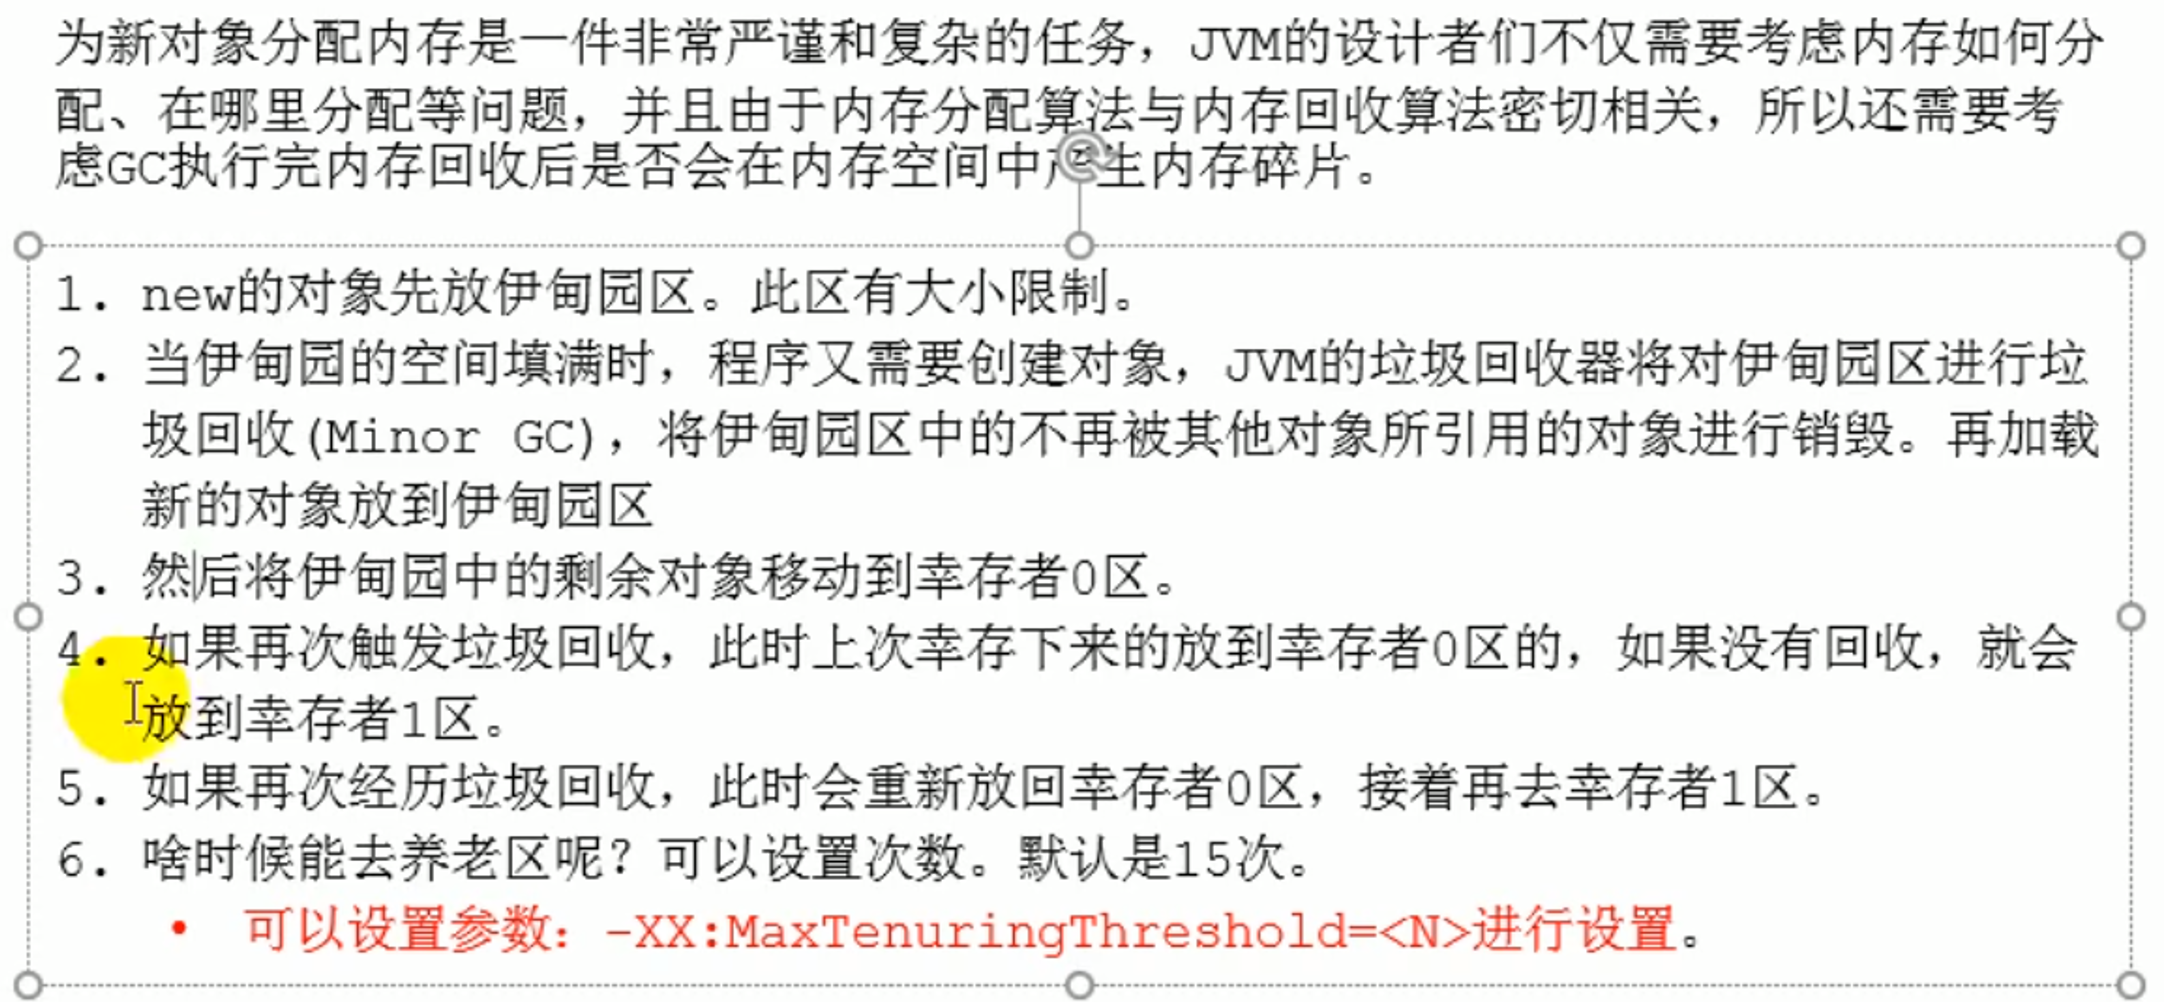 为新对象分配内存是一件非常严谨和复杂的任务，JVM的设计者们不仅需要考虑内存如何分
配、在哪里分配等问题，并且由于内存分配算法与内存回收算法密切相关，所以还需要考
虑GC执行完内存回收后是否会在内存空间中产生内存碎片。
1. new的对象先放伊甸园区。此区有大小限制。
2. 当伊甸园的空间填满时，程序又需要创建对象，JVM的垃圾回收器将对伊甸园区进行垃
圾回收(Minor GC)，将伊甸园区中的不再被其他对象所引用的对象进行销毁。再加载
新的对象放到伊甸园区
3. 然后将伊甸园中的剩余对象移动到幸存者0区。
4. 如果再次触发垃圾回收，此时上次幸存下来的放到幸存者0区的，如果没有回收，就会
放到幸存者1区。
5. 如果再次经历垃圾回收，此时会重新放回幸存者0区，接着再去幸存者1区。
6. 啥时候能去养老区呢？可以设置次数。默认是15次。
• 可以设置参数：-XX:MaxTenuringThreshold=<N>进行设置。